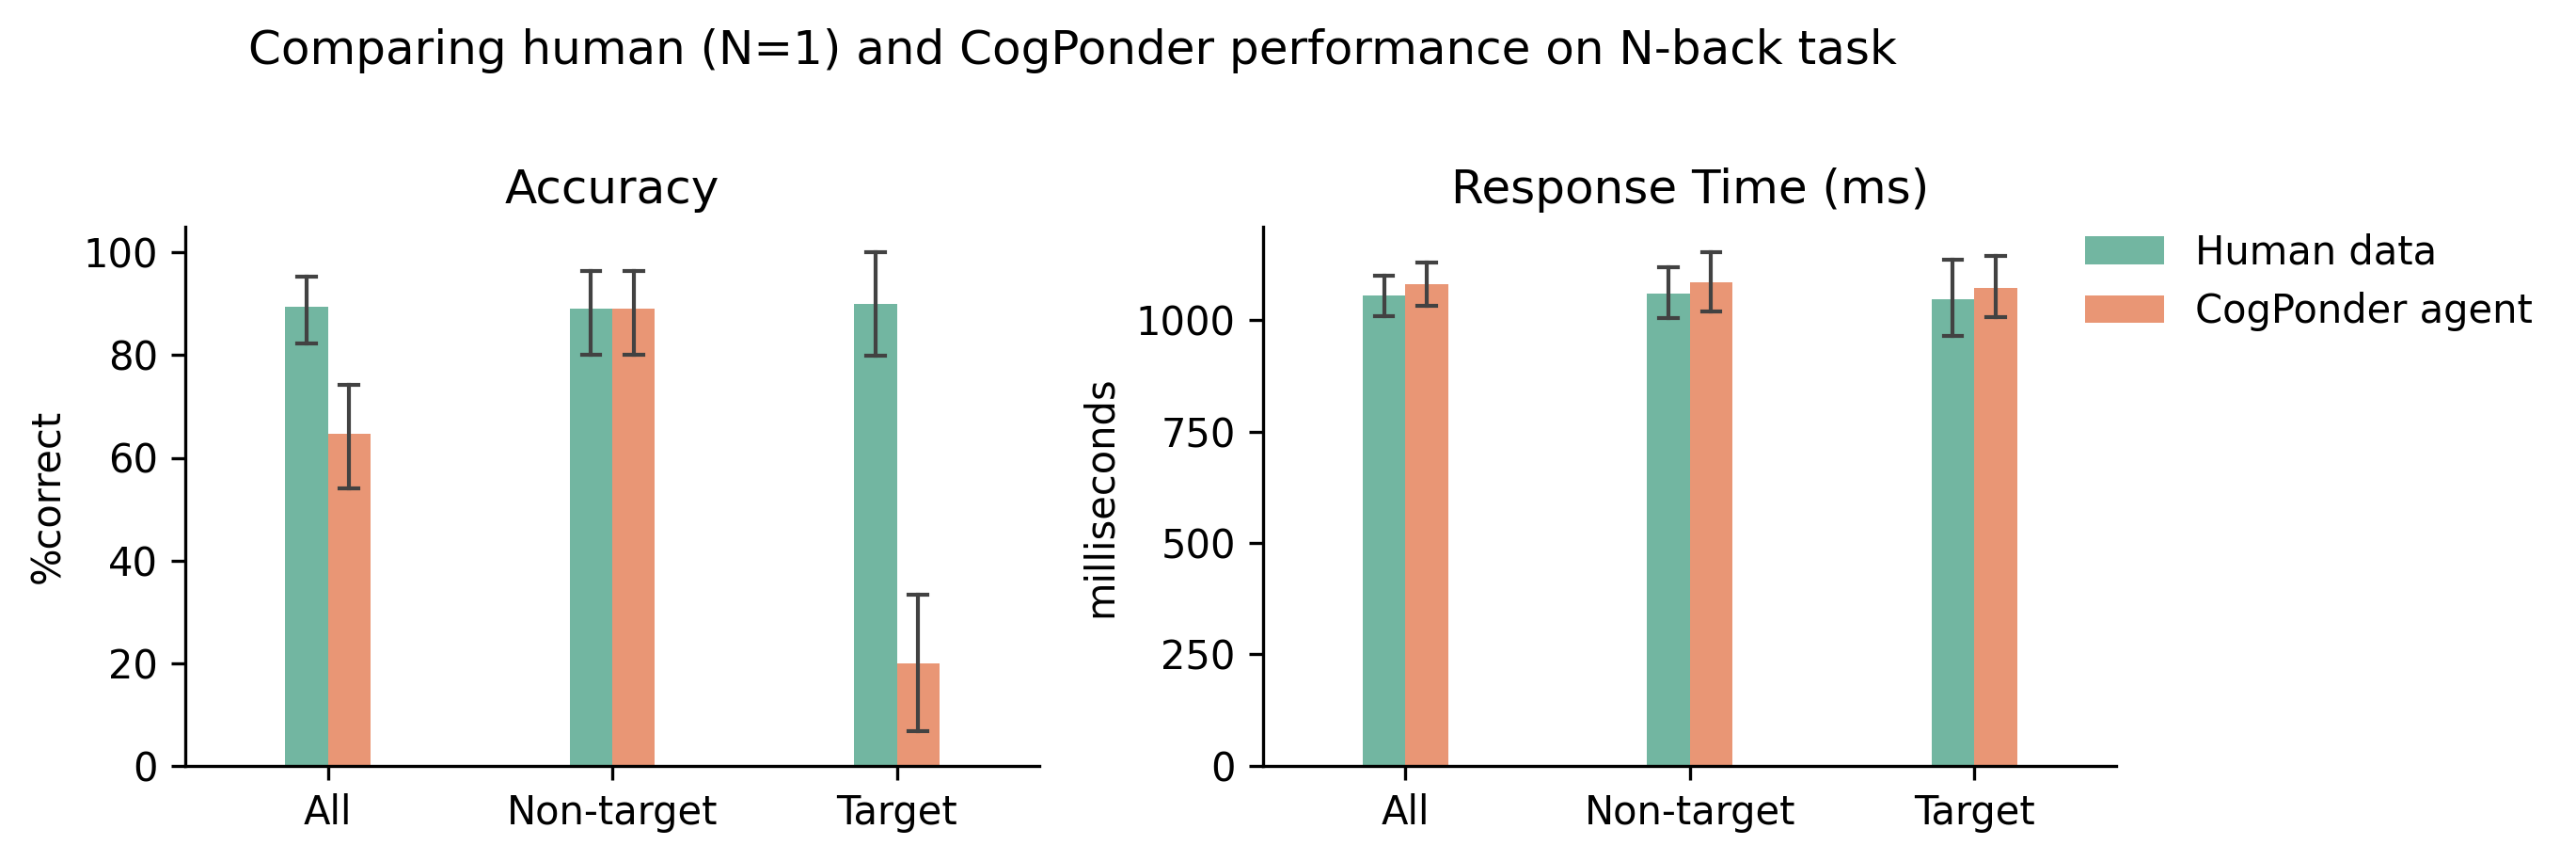 Comparing human (N=1) and CogPonder performance on N-back task
Accuracy
%correct
100
80
60
40
20
0
All
Non-target
Target
Response Time (ms)
milliseconds
1000
750
500
250
0
All
Non-target
Target
Human data
CogPonder agent